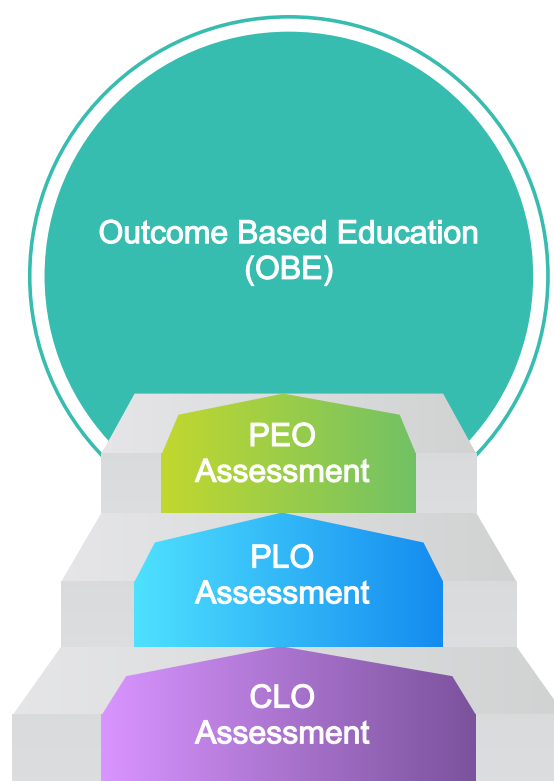 Outcome Based Education
(OBE)
PEO
Assessment
PLO
Assessment
CLO
Assessment